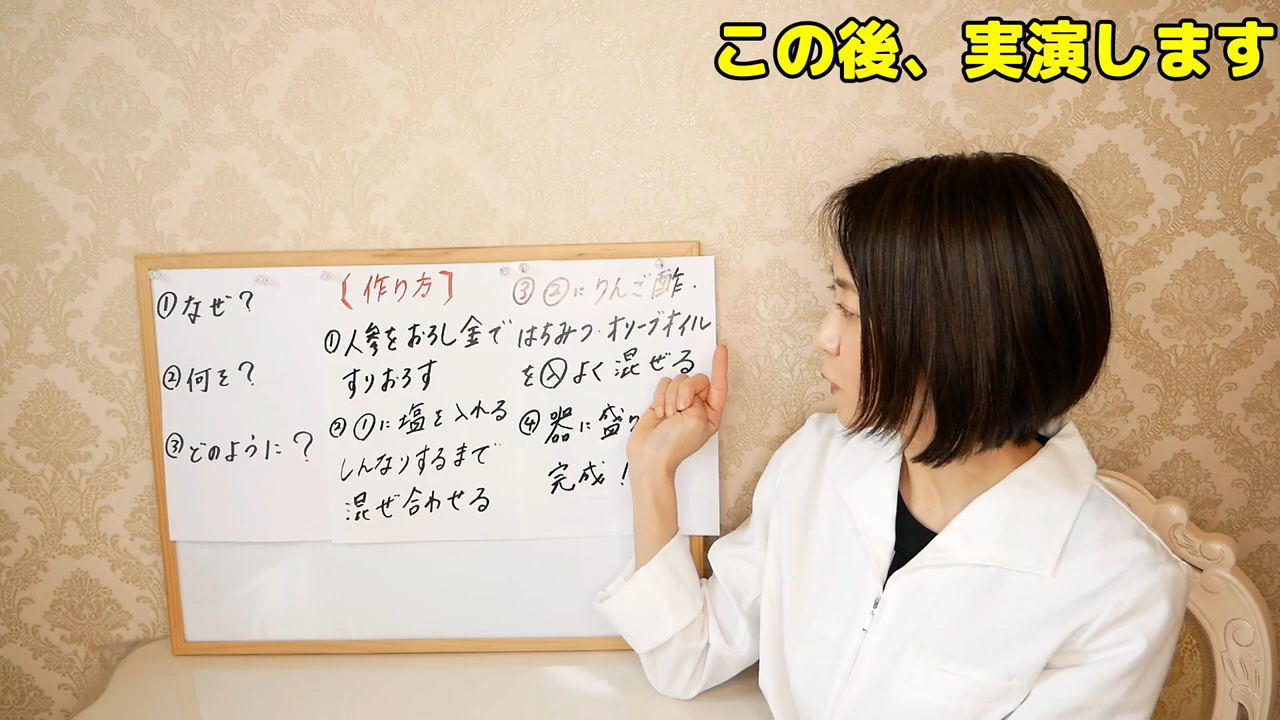 この後、実演します
①なぜ?
②何を?
③どのように?
〔作り方〕
①人参をおろし金で
すりおろす
②①に塩を入れる
しんなりするまで
混ぜ合わせる
③②にりんご酢・
はちみつ・オリーブオイル
を入よく混ぜる
④器に盛り
完成!